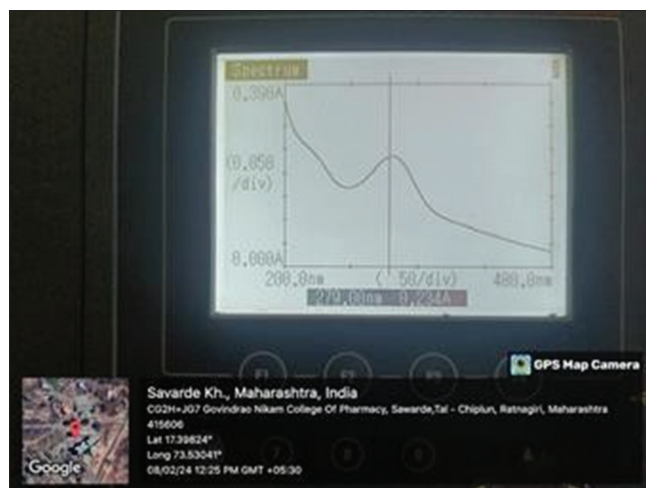 Spectrum
0.398A
(0.050
/div)
0.000A
200.0nm ( 50/div) 400.0nm
279.00nm 0.234A
GPS Map Camera
Savarde Kh., Maharashtra, India
CG2H+JG7 Govindrao Nikam College Of Pharmacy, Sawarde,Tal - Chiplun, Ratnagiri, Maharashtra
415606
Lat 17.39824°
Long 73.53041°
08/02/24 12:25 PM GMT +05:30
Google